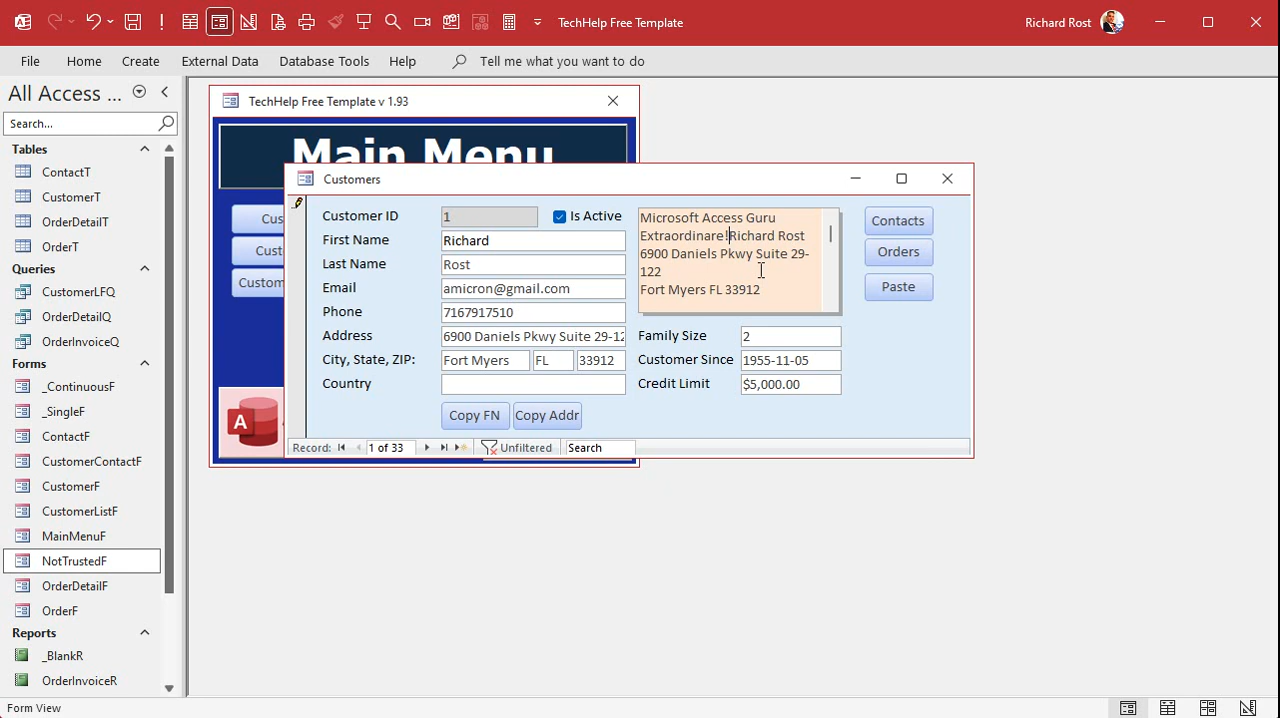 TechHelp Free Template
Richard Rost
File
Home
Create
External Data
Database Tools
Help
Tell me what you want to do
All Access ...
Search...
Tables
ContactT
CustomerT
OrderDetailT
OrderT
Queries
CustomerLFQ
OrderDetailQ
OrderInvoiceQ
Forms
_ContinuousF
_SingleF
ContactF
CustomerContactF
CustomerF
CustomerListF
MainMenuF
NotTrustedF
OrderDetailF
OrderF
Reports
_BlankR
OrderInvoiceR
TechHelp Free Template v 1.93
Main Menu
Cus
Cust
Custom
A
Customers
Customer ID
1
Is Active
First Name
Richard
Last Name
Rost
Email
amicron@gmail.com
Phone
7167917510
Address
6900 Daniels Pkwy Suite 29-12
City, State, ZIP:
Fort Myers
FL
33912
Country
Copy FN
Copy Addr
Microsoft Access Guru
Extraordinare!Richard Rost
6900 Daniels Pkwy Suite 29-
122
Fort Myers FL 33912
Family Size
2
Customer Since
1955-11-05
Credit Limit
$5,000.00
Contacts
Orders
Paste
Record:
1 of 33
Unfiltered
Search
Form View